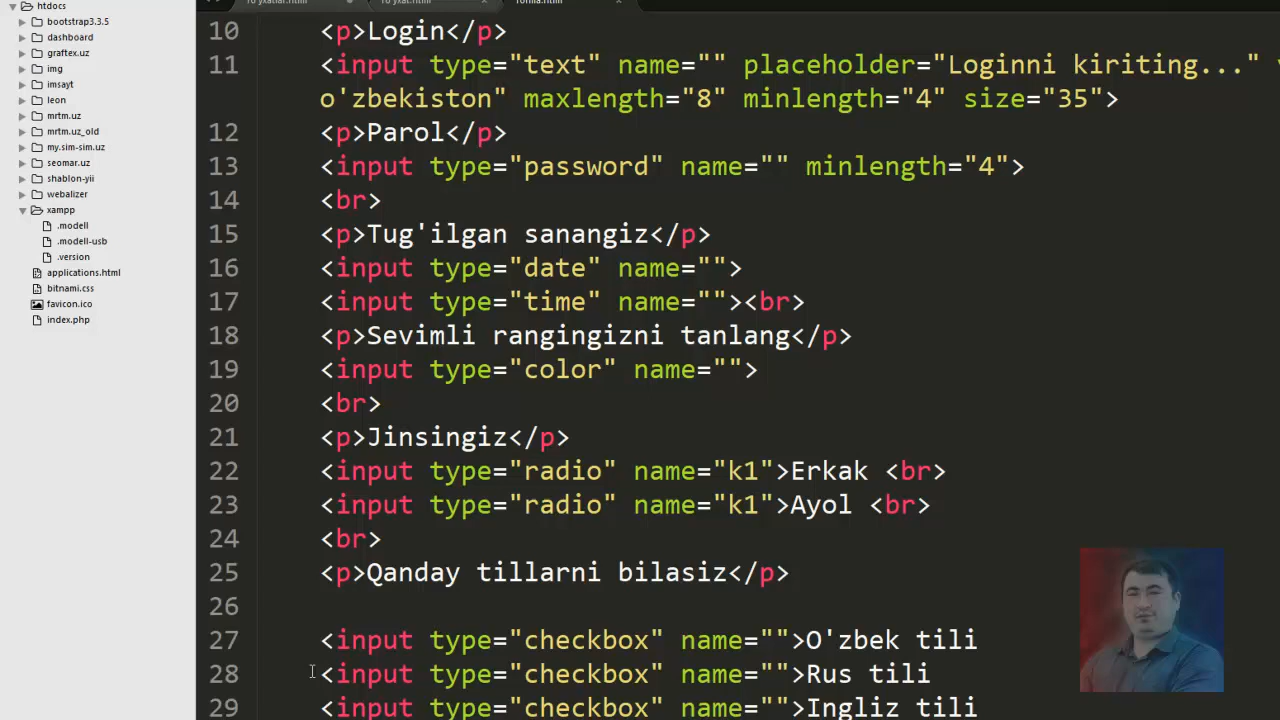 htdocs
bootstrap3.3.5
dashboard
graftex.uz
img
imsayt
leon
mrtm.uz
mrtm.uz_old
my.sim-sim.uz
seomar.uz
shablon-yii
webalizer
xampp
.modell
.modell-usb
.version
applications.html
bitnami.css
favicon.ico
index.php
10 <p>Login</p>
11 <input type="text" name="" placeholder="Loginni kiriting..."
o'zbekiston" maxlength="8" minlength="4" size="35">
12 <p>Parol</p>
13 <input type="password" name="" minlength="4">
14 <br>
15 <p>Tug'ilgan sanangiz</p>
16 <input type="date" name="">
17 <input type="time" name=""><br>
18 <p>Sevimli rangingizni tanlang</p>
19 <input type="color" name="">
20 <br>
21 <p>Jinsingiz</p>
22 <input type="radio" name="k1">Erkak <br>
23 <input type="radio" name="k1">Ayol <br>
24 <br>
25 <p>Qanday tillarni bilasiz</p>
26
27 <input type="checkbox" name="">O'zbek tili
28 <input type="checkbox" name="">Rus tili
29 <input type="checkbox" name="">Ingliz tili